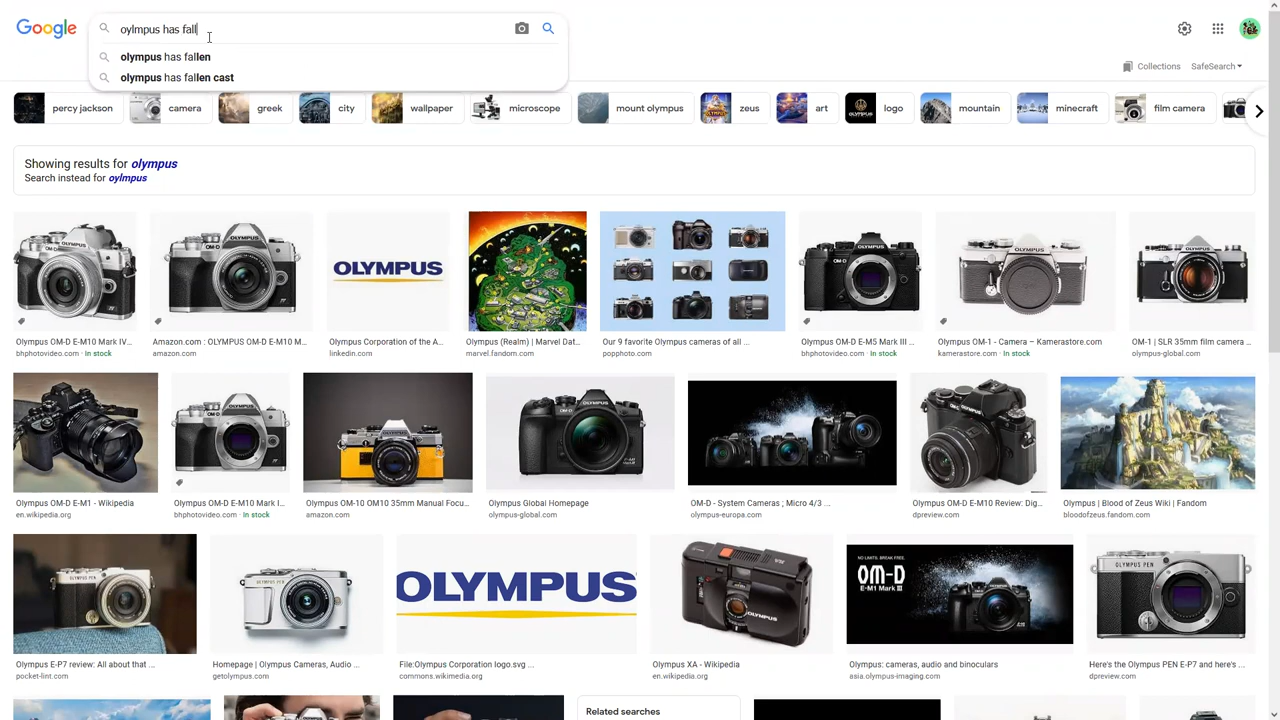 Google
oylmpus has fall
olympus has fallen
olympus has fallen cast
Collections
SafeSearch
percy jackson
camera
greek
city
wallpaper
microscope
mount olympus
zeus
art
logo
mountain
minecraft
film camera
Showing results for olympus
Search instead for oylmpus
OLYMPUS
Olympus OM-D E-M10 Mark IV...
bhphotovideo.com · In stock
Amazon.com : OLYMPUS OM-D E-M10 M...
amazon.com
Olympus Corporation of the A...
linkedin.com
Olympus (Realm) | Marvel Dat...
marvel.fandom.com
Our 9 favorite Olympus cameras of all ...
popphoto.com
Olympus OM-D E-M5 Mark III ...
bhphotovideo.com · In stock
Olympus OM-1 - Camera – Kamerastore.com
kamerastore.com · In stock
OM-1 | SLR 35mm film camera ...
olympus-global.com
Olympus OM-D E-M1 - Wikipedia
en.wikipedia.org
Olympus OM-D E-M10 Mark I...
bhphotovideo.com · In stock
Olympus OM-10 OM10 35mm Manual Focu...
amazon.com
Olympus Global Homepage
olympus-global.com
OM-D - System Cameras ; Micro 4/3 ...
olympus-europa.com
Olympus OM-D E-M10 Review: Dig...
dpreview.com
Olympus | Blood of Zeus Wiki | Fandom
bloodofzeus.fandom.com
OLYMPUS
NO LIMITS. BREAK FREE.
OM-D
E-M1 Mark III
Olympus E-P7 review: All about that ...
pocket-lint.com
Homepage | Olympus Cameras, Audio ...
getolympus.com
File:Olympus Corporation logo.svg ...
commons.wikimedia.org
Olympus XA - Wikipedia
en.wikipedia.org
Olympus: cameras, audio and binoculars
asia.olympus-imaging.com
Here's the Olympus PEN E-P7 and here's ...
dpreview.com
Related searches